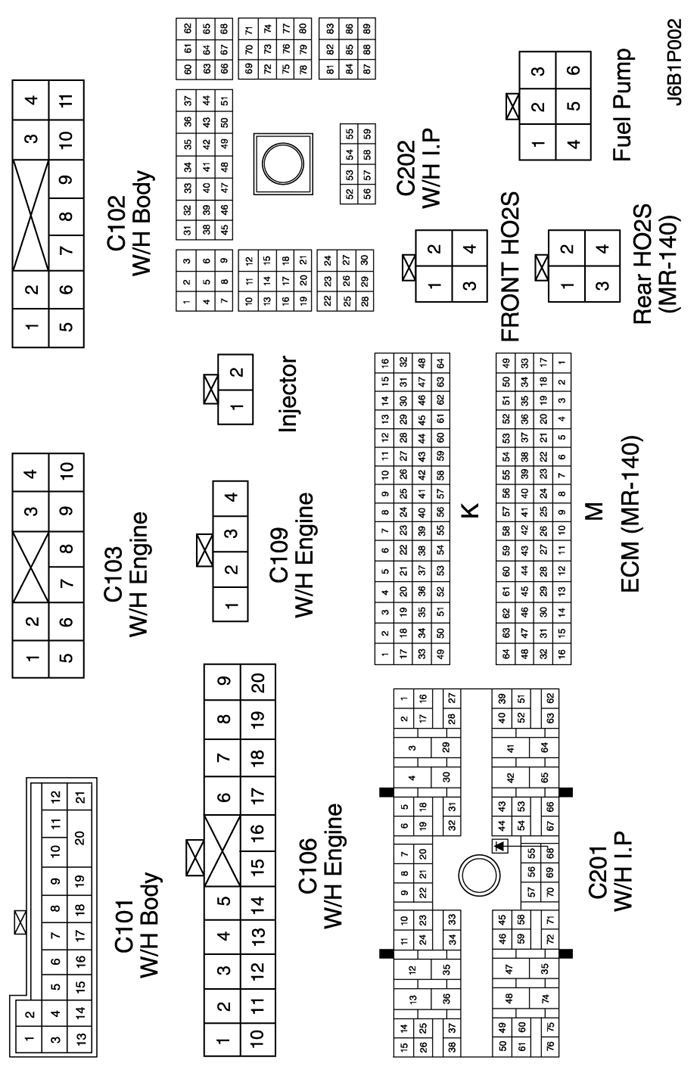 1 2
3 4 5 6 7 8 9 10 11 12
13 14 15 16 17 18 19 20 21
C101
W/H Body
1 2 3 4
5 6 7 8 9 10
C103
W/H Engine
1 2 3 4
5 6 7 8 9 10 11
C102
W/H Body
1 2 3 4 5 6 7 8 9
10 11 12 13 14 15 16 17 18 19 20
C106
W/H Engine
1 2 3 4
C109
W/H Engine
1 2
Injector
1 2 3
4 5 6
7 8 9
10 11 12
13 14 15
16 17 18
19 20 21
22 23 24
25 26 27
28 29 30
31 32 33 34 35 36 37
38 39 40 41 42 43 44
45 46 47 48 49 50 51
52 53 54 55
56 57 58 59
60 61 62
63 64 65
66 67 68
69 70 71
72 73 74
75 76 77
78 79 80
81 82 83
84 85 86
87 88 89
C202
W/H I.P
15 14 13 12 11 10 9 8 7 6 5 4 3 2 1
26 25 24 23 22 21 20 19 18 17 16
38 37 36 35 34 33 32 31 30 29 28 27
50 49 48 47 46 45 44 43 42 41 40 39
61 60 59 58 57 56 55 54 53 52 51
76 75 74 35 72 71 70 69 68 67 66 65 64 63 62
C201
W/H I.P
1 2 3 4 5 6 7 8 9 10 11 12 13 14 15 16
17 18 19 20 21 22 23 24 25 26 27 28 29 30 31 32
33 34 35 36 37 38 39 40 41 42 43 44 45 46 47 48
49 50 51 52 53 54 55 56 57 58 59 60 61 62 63 64
K
64 63 62 61 60 59 58 57 56 55 54 53 52 51 50 49
48 47 46 45 44 43 42 41 40 39 38 37 36 35 34 33
32 31 30 29 28 27 26 25 24 23 22 21 20 19 18 17
16 15 14 13 12 11 10 9 8 7 6 5 4 3 2 1
M
ECM (MR-140)
1 2
3 4
FRONT HO2S
1 2
3 4
Rear HO2S
(MR-140)
1 2 3
4 5 6
Fuel Pump
J6B1P002